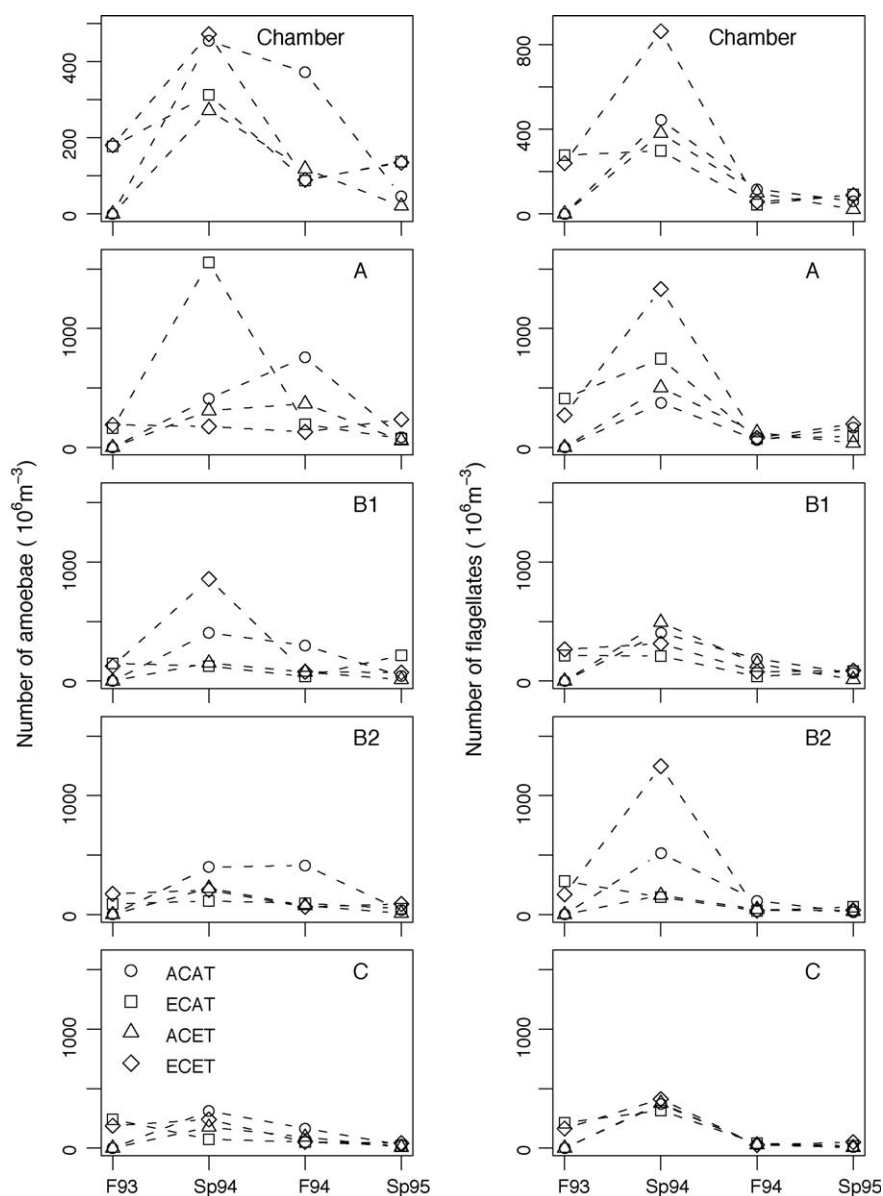 Chamber
0 200 400
Chamber
0 400 800
A
0 1000
A
0 1000
B1
0 1000
B1
0 1000
B2
0 1000
B2
0 1000
C
0 1000
ACAT
ECAT
ACET
ECET
C
0 1000
Number of amoebae ( 10⁶m⁻³)
Number of flagellates ( 10⁶m⁻³)
F93 Sp94 F94 Sp95
F93 Sp94 F94 Sp95